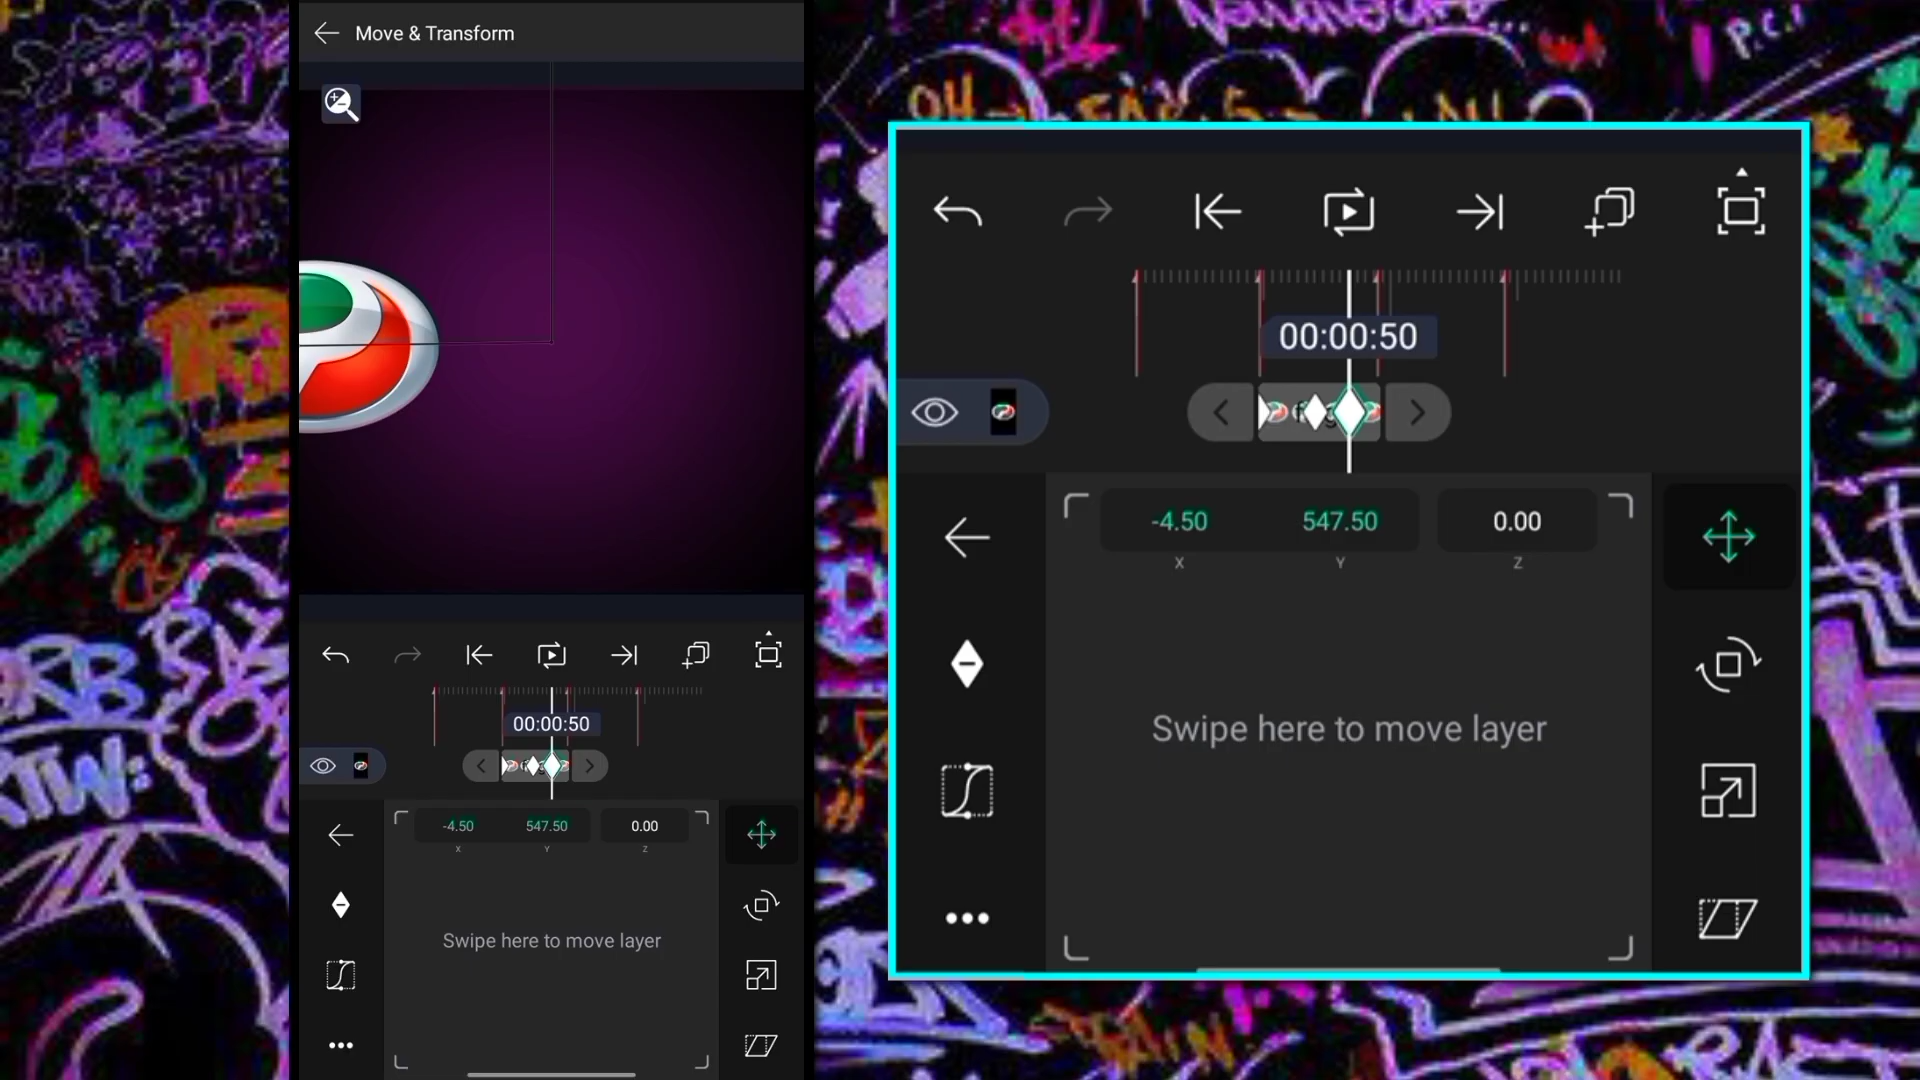 Move & Transform
00:00:50
-4.50 547.50 0.00
X Y Z
Swipe here to move layer
P.C.!
OH
00:00:50
-4.50 547.50 0.00
X Y Z
Swipe here to move layer